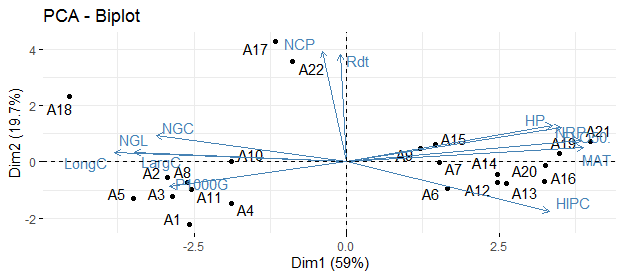 PCA - Biplot
Dim2 (19.7%)
4
2
0
-2
A17
NCP
Rdt
A22
A18
NGC
HP
NRP
A21
NGL
A15
A19
LongC
LargC
A10
A9
MAT
A2
A8
A7
A14
A20
P1000G
A16
A5
A3
A11
A4
A6
A12
A13
HIPC
A1
-2.5
0.0
2.5
Dim1 (59%)